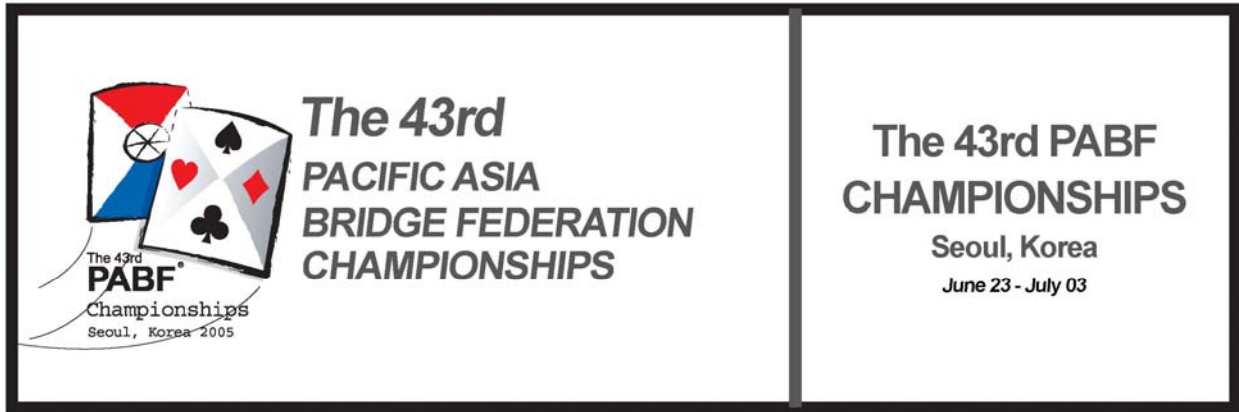 The 43rd
PACIFIC ASIA
BRIDGE FEDERATION
CHAMPIONSHIPS
The 43rd
PABF®
Championships
Seoul, Korea 2005
The 43rd PABF
CHAMPIONSHIPS
Seoul, Korea
June 23 - July 03